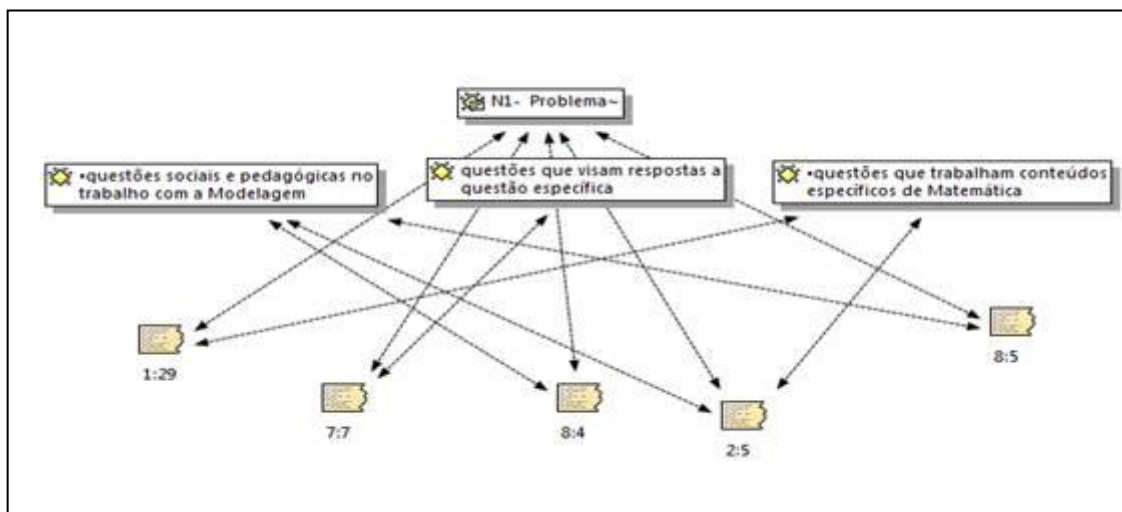 N1- Problema~
•questões sociais e pedagógicas no
trabalho com a Modelagem
questões que visam respostas a
questão específica
•questões que trabalham conteúdos
específicos de Matemática
1:29
7:7
8:4
2:5
8:5